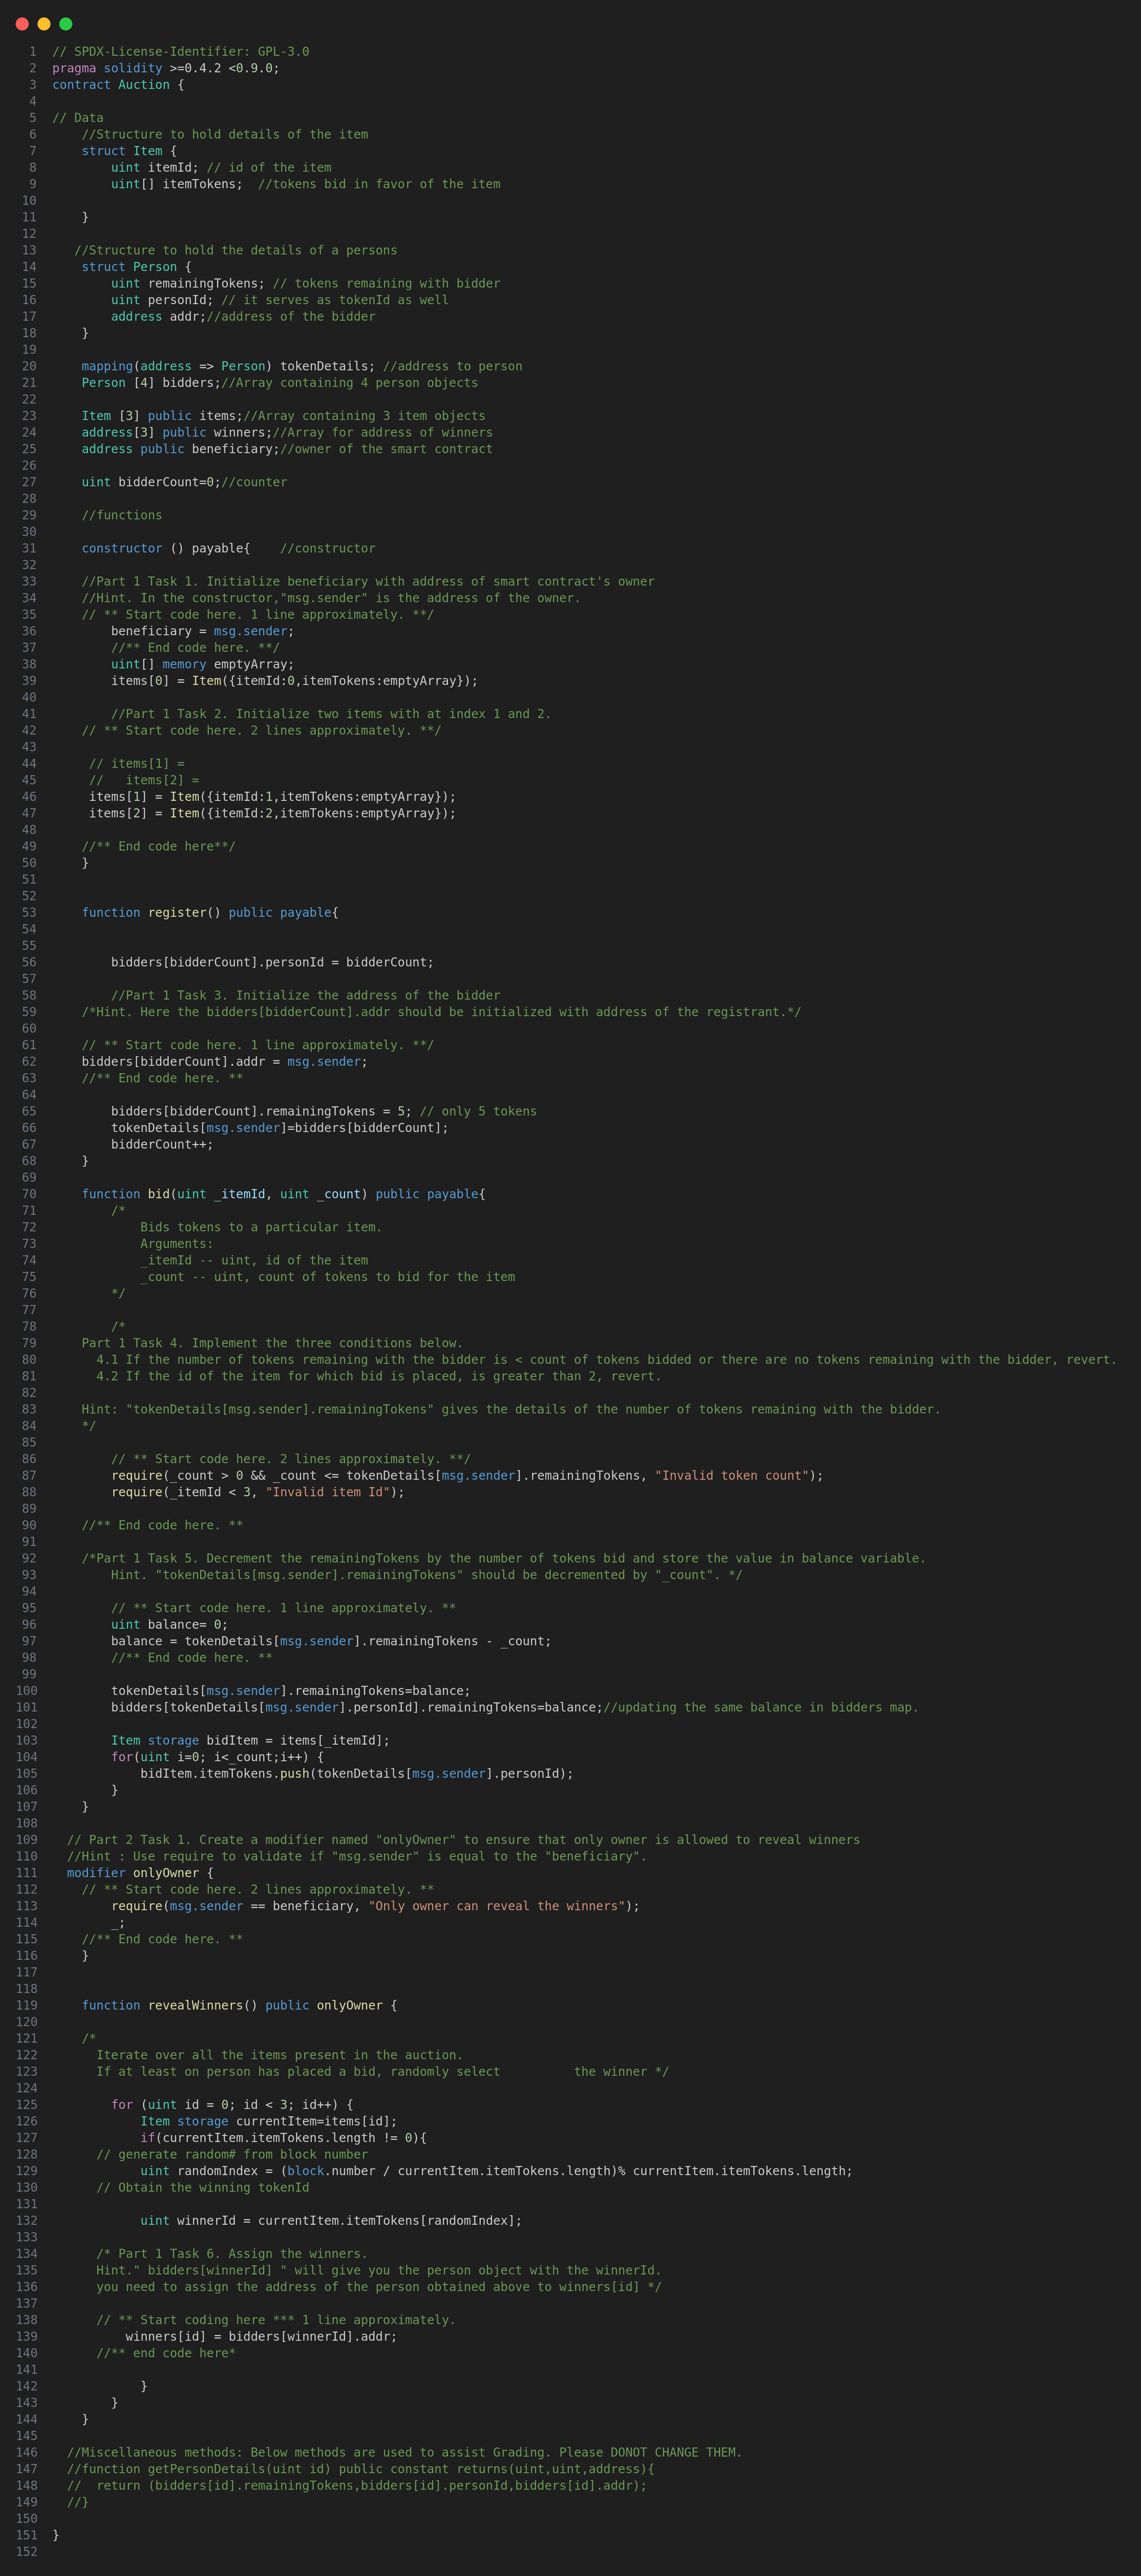 1 // SPDX-License-Identifier: GPL-3.0
2 pragma solidity >=0.4.2 <0.9.0;
3 contract Auction {
4
5 // Data
6     //Structure to hold details of the item
7     struct Item {
8         uint itemId; // id of the item
9         uint[] itemTokens;  //tokens bid in favor of the item
10
11     }
12
13    //Structure to hold the details of a persons
14     struct Person {
15         uint remainingTokens; // tokens remaining with bidder
16         uint personId; // it serves as tokenId as well
17         address addr;//address of the bidder
18     }
19
20     mapping(address => Person) tokenDetails; //address to person
21     Person [4] bidders;//Array containing 4 person objects
22
23     Item [3] public items;//Array containing 3 item objects
24     address[3] public winners;//Array for address of winners
25     address public beneficiary;//owner of the smart contract
26
27     uint bidderCount=0;//counter
28
29     //functions
30
31     constructor () payable{    //constructor
32
33     //Part 1 Task 1. Initialize beneficiary with address of smart contract's owner
34     //Hint. In the constructor,"msg.sender" is the address of the owner.
35     // ** Start code here. 1 line approximately. **/
36         beneficiary = msg.sender;
37         //** End code here. **/
38         uint[] memory emptyArray;
39         items[0] = Item({itemId:0,itemTokens:emptyArray});
40
41         //Part 1 Task 2. Initialize two items with at index 1 and 2.
42     // ** Start code here. 2 lines approximately. **/
43
44      // items[1] =
45      //   items[2] =
46      items[1] = Item({itemId:1,itemTokens:emptyArray});
47      items[2] = Item({itemId:2,itemTokens:emptyArray});
48
49     //** End code here**/
50     }
51
52
53     function register() public payable{
54
55
56         bidders[bidderCount].personId = bidderCount;
57
58         //Part 1 Task 3. Initialize the address of the bidder
59     /*Hint. Here the bidders[bidderCount].addr should be initialized with address of the registrant.*/
60
61     // ** Start code here. 1 line approximately. **/
62     bidders[bidderCount].addr = msg.sender;
63     //** End code here. **
64
65         bidders[bidderCount].remainingTokens = 5; // only 5 tokens
66         tokenDetails[msg.sender]=bidders[bidderCount];
67         bidderCount++;
68     }
69
70     function bid(uint _itemId, uint _count) public payable{
71         /*
72             Bids tokens to a particular item.
73             Arguments:
74             _itemId -- uint, id of the item
75             _count -- uint, count of tokens to bid for the item
76         */
77
78         /*
79     Part 1 Task 4. Implement the three conditions below.
80       4.1 If the number of tokens remaining with the bidder is < count of tokens bidded or there are no tokens remaining with the bidder, revert.
81       4.2 If the id of the item for which bid is placed, is greater than 2, revert.
82
83     Hint: "tokenDetails[msg.sender].remainingTokens" gives the details of the number of tokens remaining with the bidder.
84     */
85
86         // ** Start code here. 2 lines approximately. **/
87         require(_count > 0 && _count <= tokenDetails[msg.sender].remainingTokens, "Invalid token count");
88         require(_itemId < 3, "Invalid item Id");
89
90     //** End code here. **
91
92     /*Part 1 Task 5. Decrement the remainingTokens by the number of tokens bid and store the value in balance variable.
93         Hint. "tokenDetails[msg.sender].remainingTokens" should be decremented by "_count". */
94
95         // ** Start code here. 1 line approximately. **
96         uint balance= 0;
97         balance = tokenDetails[msg.sender].remainingTokens - _count;
98         //** End code here. **
99
100         tokenDetails[msg.sender].remainingTokens=balance;
101         bidders[tokenDetails[msg.sender].personId].remainingTokens=balance;//updating the same balance in bidders map.
102
103         Item storage bidItem = items[_itemId];
104         for(uint i=0; i<_count;i++) {
105             bidItem.itemTokens.push(tokenDetails[msg.sender].personId);
106         }
107     }
108
109   // Part 2 Task 1. Create a modifier named "onlyOwner" to ensure that only owner is allowed to reveal winners
110   //Hint : Use require to validate if "msg.sender" is equal to the "beneficiary".
111   modifier onlyOwner {
112     // ** Start code here. 2 lines approximately. **
113         require(msg.sender == beneficiary, "Only owner can reveal the winners");
114         _;
115     //** End code here. **
116     }
117
118
119     function revealWinners() public onlyOwner {
120
121     /*
122       Iterate over all the items present in the auction.
123       If at least on person has placed a bid, randomly select          the winner */
124
125         for (uint id = 0; id < 3; id++) {
126             Item storage currentItem=items[id];
127             if(currentItem.itemTokens.length != 0){
128       // generate random# from block number
129             uint randomIndex = (block.number / currentItem.itemTokens.length)% currentItem.itemTokens.length;
130       // Obtain the winning tokenId
131
132             uint winnerId = currentItem.itemTokens[randomIndex];
133
134       /* Part 1 Task 6. Assign the winners.
135       Hint." bidders[winnerId] " will give you the person object with the winnerId.
136       you need to assign the address of the person obtained above to winners[id] */
137
138       // ** Start coding here *** 1 line approximately.
139           winners[id] = bidders[winnerId].addr;
140       //** end code here*
141
142             }
143         }
144     }
145
146   //Miscellaneous methods: Below methods are used to assist Grading. Please DONOT CHANGE THEM.
147   //function getPersonDetails(uint id) public constant returns(uint,uint,address){
148   //  return (bidders[id].remainingTokens,bidders[id].personId,bidders[id].addr);
149   //}
150
151 }
152